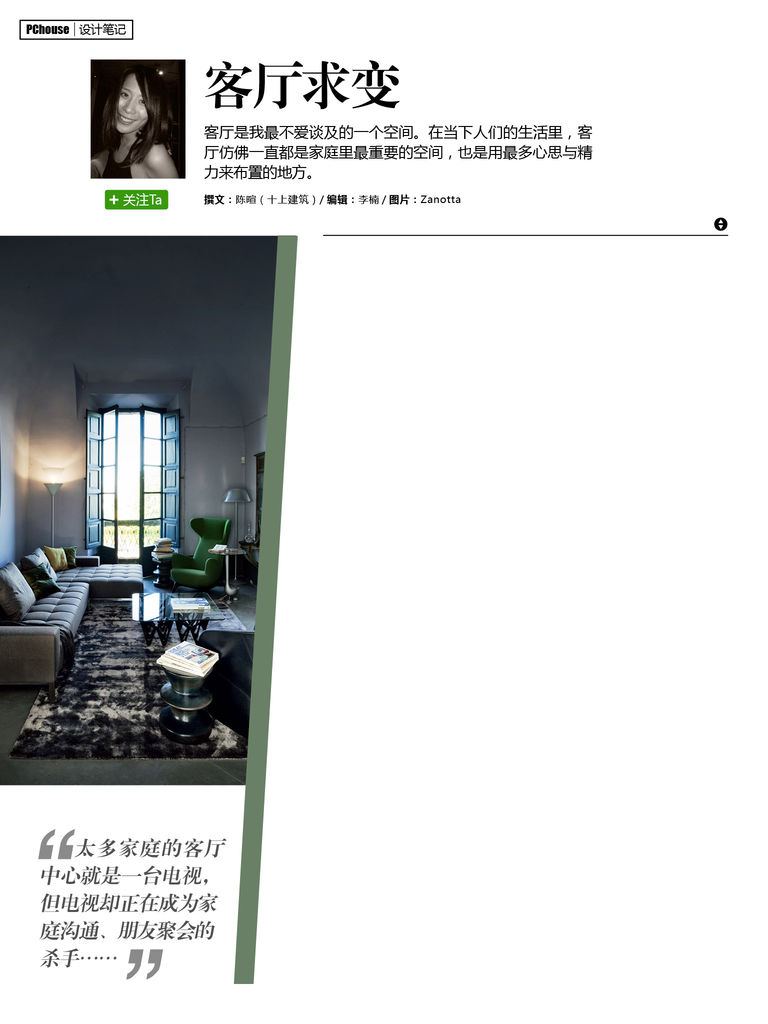 PChouse | 设计笔记
客厅求变
客厅是我最不爱谈及的一个空间。在当下人们的生活里，客
厅仿佛一直都是家庭里最重要的空间，也是用最多心思与精
力来布置的地方。
+ 关注Ta
撰文：陈暄（十上建筑）/ 编辑：李楠 / 图片：Zanotta
“太多家庭的客厅
中心就是一台电视，
但电视却正在成为家
庭沟通、朋友聚会的
杀手……”